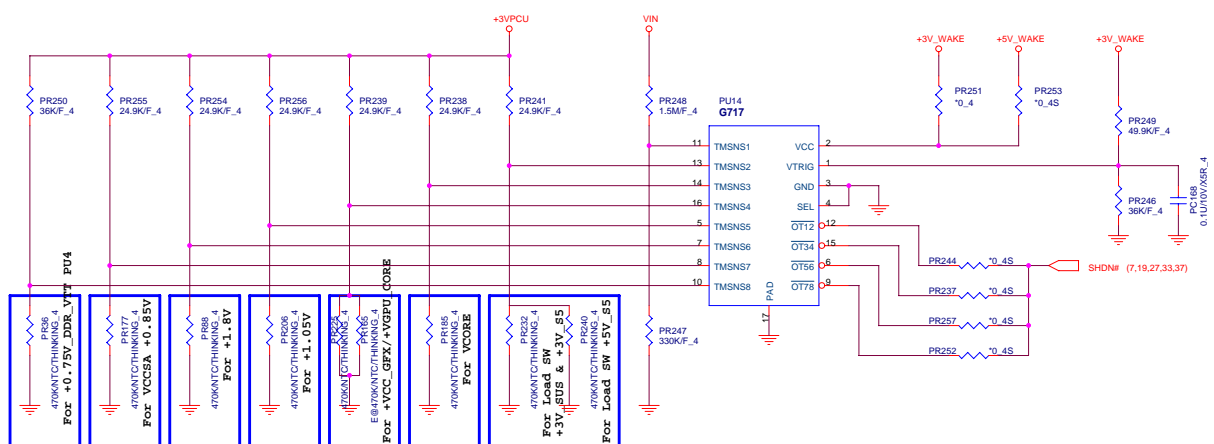 +3VPCU
VIN
+3V_WAKE
+5V_WAKE
+3V_WAKE
PR250
36K/F_4
PR255
24.9K/F_4
PR254
24.9K/F_4
PR256
24.9K/F_4
PR239
24.9K/F_4
PR238
24.9K/F_4
PR241
24.9K/F_4
PR248
1.5M/F_4
PU14
G717
PR251
*0_4
PR253
*0_4S
PR249
49.9K/F_4
11
TMSNS1
VCC
2
13
TMSNS2
VTRIG
1
14
TMSNS3
GND
3
16
TMSNS4
SEL
4
5
TMSNS5
OT12
12
7
TMSNS6
OT34
15
8
TMSNS7
OT56
6
10
TMSNS8
OT78
9
PAD
17
PR246
36K/F_4
PC168
0.1U/10V/X5R_4
PR244
*0_4S
PR237
*0_4S
PR257
*0_4S
PR252
*0_4S
SHDN#
(7,19,27,33,37)
PR247
330K/F_4
PR36
470K/NTC/THINKING_4
For +0.75V_DDR_VTT PU4
PR177
470K/NTC/THINKING_4
For VCCSA +0.85V
PR88
470K/NTC/THINKING_4
For +1.8V
PR206
470K/NTC/THINKING_4
For +1.05V
PR225
470K/NTC/THINKING_4
PR165
E@470K/NTC/THINKING_4
For +VCC_GFX/+VGPU_CORE
PR185
470K/NTC/THINKING_4
For VCORE
PR232
470K/NTC/THINKING_4
For Load SW
+3V_SUS & +3V_S5
PR240
470K/NTC/THINKING_4
For Load SW +5V_S5